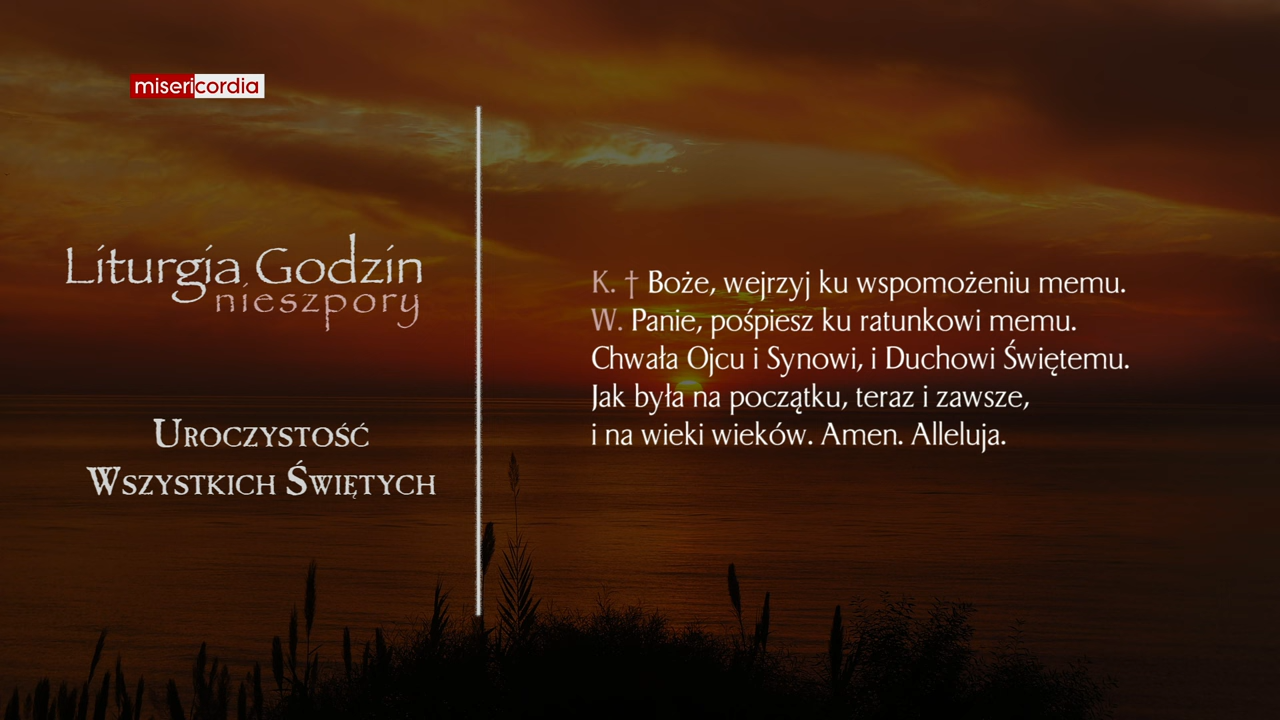 misericordia
Liturgia Godzin
nieszpory
Uroczystość
Wszystkich Świętych
K. † Boże, wejrzyj ku wspomożeniu memu.
W. Panie, pośpiesz ku ratunkowi memu.
Chwała Ojcu i Synowi, i Duchowi Świętemu.
Jak była na początku, teraz i zawsze,
i na wieki wieków. Amen. Alleluja.